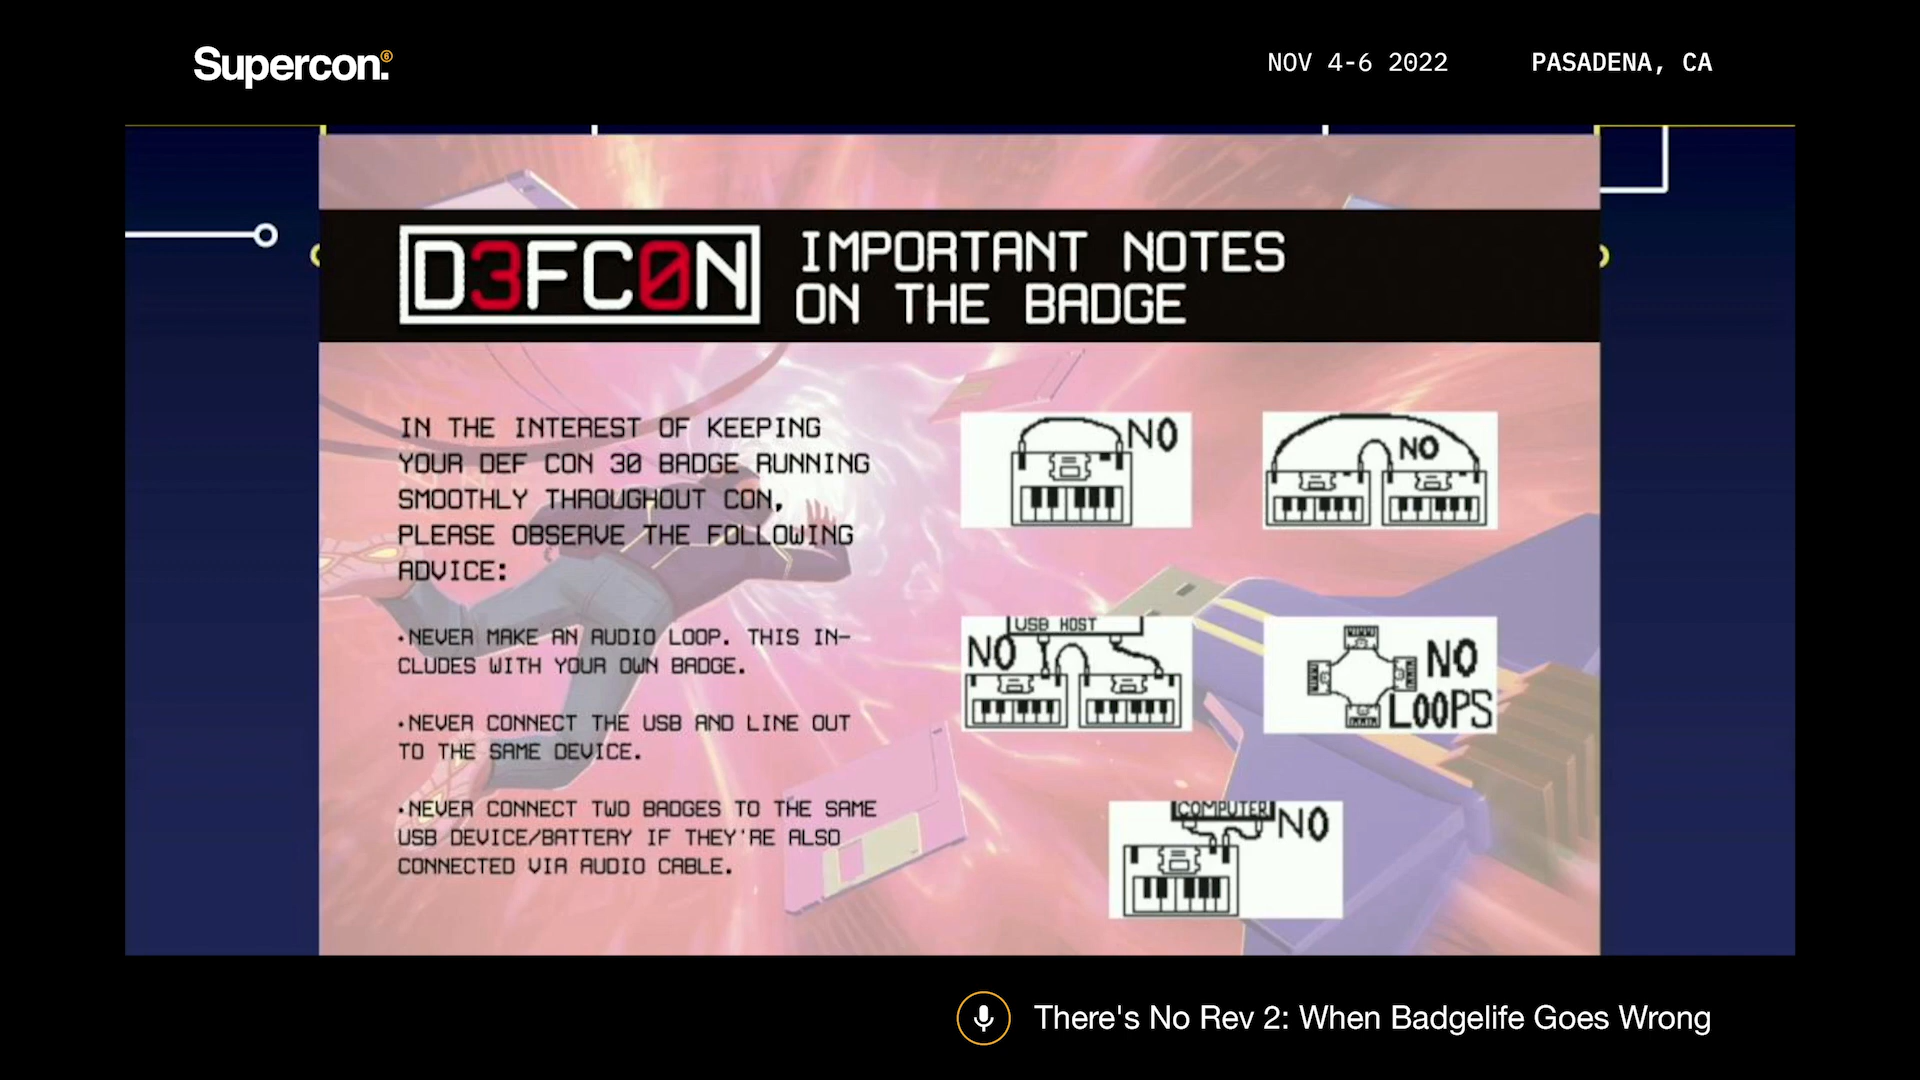 Supercon.6
NOV 4-6 2022
PASADENA, CA
D3FC0N
IMPORTANT NOTES
ON THE BADGE
IN THE INTEREST OF KEEPING
YOUR DEF CON 30 BADGE RUNNING
SMOOTHLY THROUGHOUT CON,
PLEASE OBSERVE THE FOLLOWING
ADVICE:
•NEVER MAKE AN AUDIO LOOP. THIS IN-
CLUDES WITH YOUR OWN BADGE.
•NEVER CONNECT THE USB AND LINE OUT
TO THE SAME DEVICE.
•NEVER CONNECT TWO BADGES TO THE SAME
USB DEVICE/BATTERY IF THEY'RE ALSO
CONNECTED VIA AUDIO CABLE.
NO
NO
USB HOST
NO
NO
LOOPS
COMPUTER
NO
There's No Rev 2: When Badgelife Goes Wrong